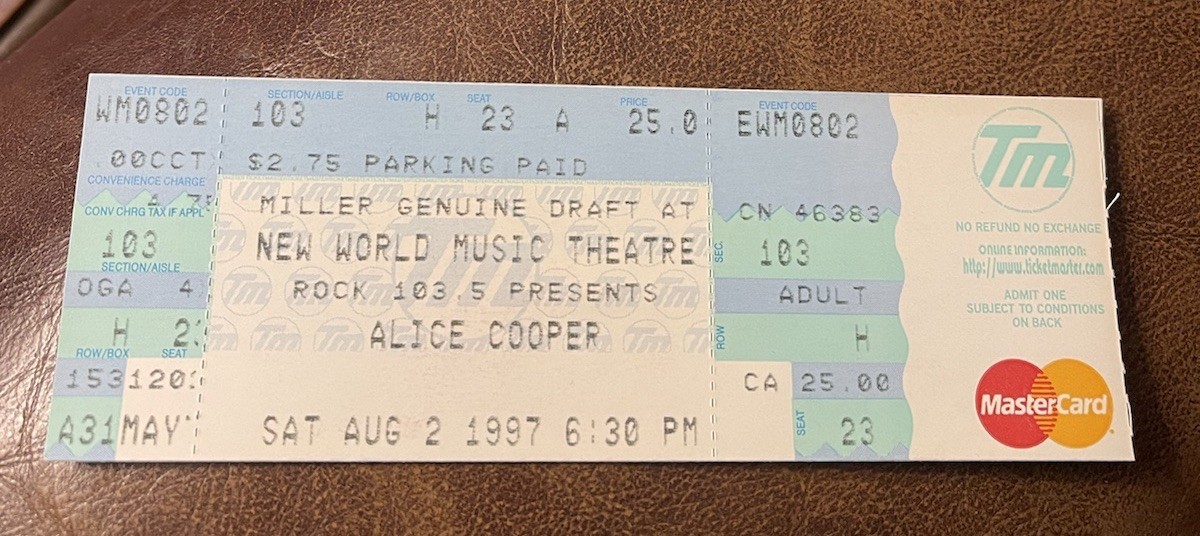 EVENT CODE
WM0802
.00CCT
CONVENIENCE CHARGE
CONV CHRG TAX IF APPL
103
SECTION/AISLE
OGA 4
H
ROW/BOX SEAT
153
A31MAY
SECTION/AISLE ROW/BOX SEAT PRICE
103 H 23 A 25.0
$2.75 PARKING PAID
MILLER GENUINE DRAFT AT
NEW WORLD MUSIC THEATRE
ROCK 103.5 PRESENTS
ALICE COOPER
SAT AUG 2 1997 6:30 PM
EVENT CODE
EWM0802
CN 46383
SEC.
103
ADULT
ROW
H
CA 25.00
SEAT
23
Tm
NO REFUND NO EXCHANGE
ONLINE INFORMATION:
http://www.ticketmaster.com
ADMIT ONE
SUBJECT TO CONDITIONS
ON BACK
MasterCard